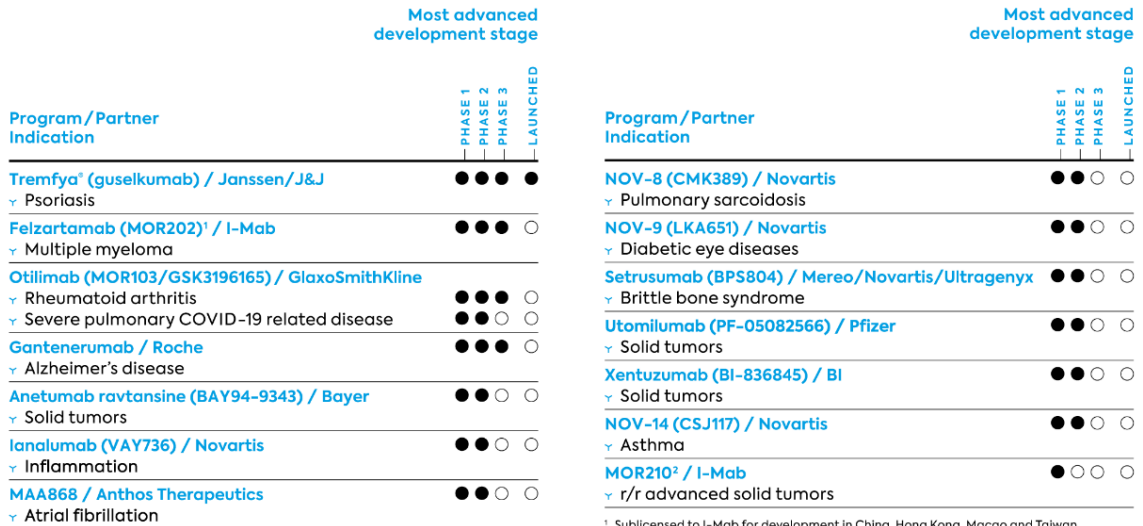 Most advanced
development stage
Program/Partner
Indication
PHASE 1
PHASE 2
PHASE 3
LAUNCHED
Tremfya® (guselkumab) / Janssen/J&J
Psoriasis
Felzartamab (MOR202)¹ / I-Mab
Multiple myeloma
Otilimab (MOR103/GSK3196165) / GlaxoSmithKline
Rheumatoid arthritis
Severe pulmonary COVID-19 related disease
Gantenerumab / Roche
Alzheimer's disease
Anetumab ravtansine (BAY94-9343) / Bayer
Solid tumors
Ianalumab (VAY736) / Novartis
Inflammation
MAA868 / Anthos Therapeutics
Atrial fibrillation
Most advanced
development stage
Program/Partner
Indication
PHASE 1
PHASE 2
PHASE 3
LAUNCHED
NOV-8 (CMK389) / Novartis
Pulmonary sarcoidosis
NOV-9 (LKA651) / Novartis
Diabetic eye diseases
Setrusumab (BPS804) / Mereo/Novartis/Ultragenyx
Brittle bone syndrome
Utomilumab (PF-05082566) / Pfizer
Solid tumors
Xentuzumab (BI-836845) / BI
Solid tumors
NOV-14 (CSJ117) / Novartis
Asthma
MOR210² / I-Mab
r/r advanced solid tumors
¹ Sublicensed to I-Mab for development in China, Hong Kong, Macao and Taiwan